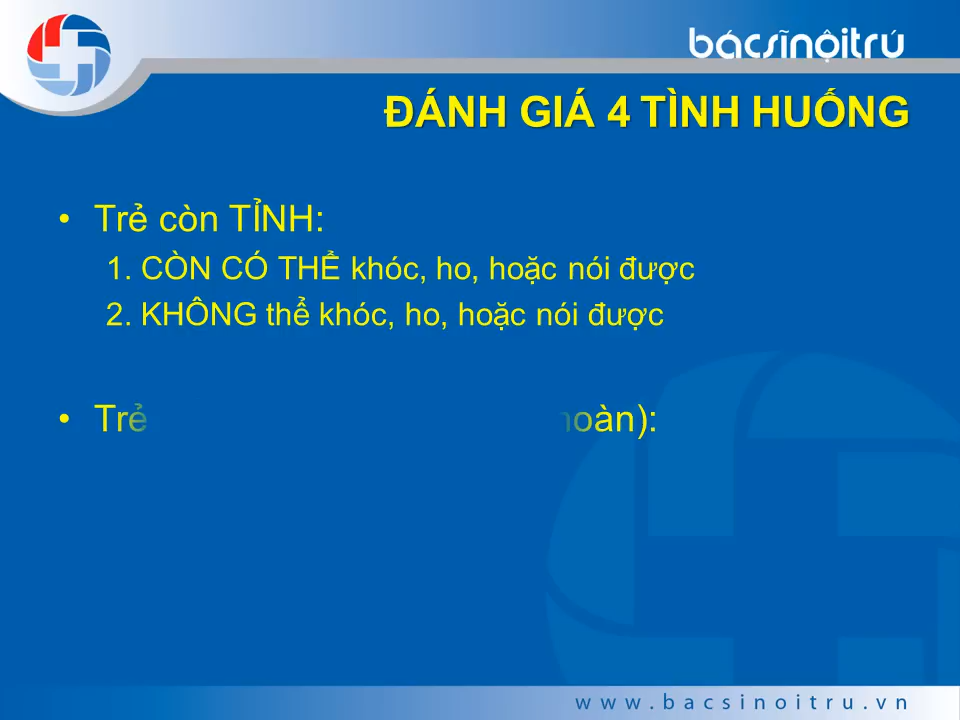 bácsĩnộitrú
ĐÁNH GIÁ 4 TÌNH HUỐNG
• Trẻ còn TỈNH:
1. CÒN CÓ THỂ khóc, ho, hoặc nói được
2. KHÔNG thể khóc, ho, hoặc nói được
• Trẻ
www.bacsinoitru.vn